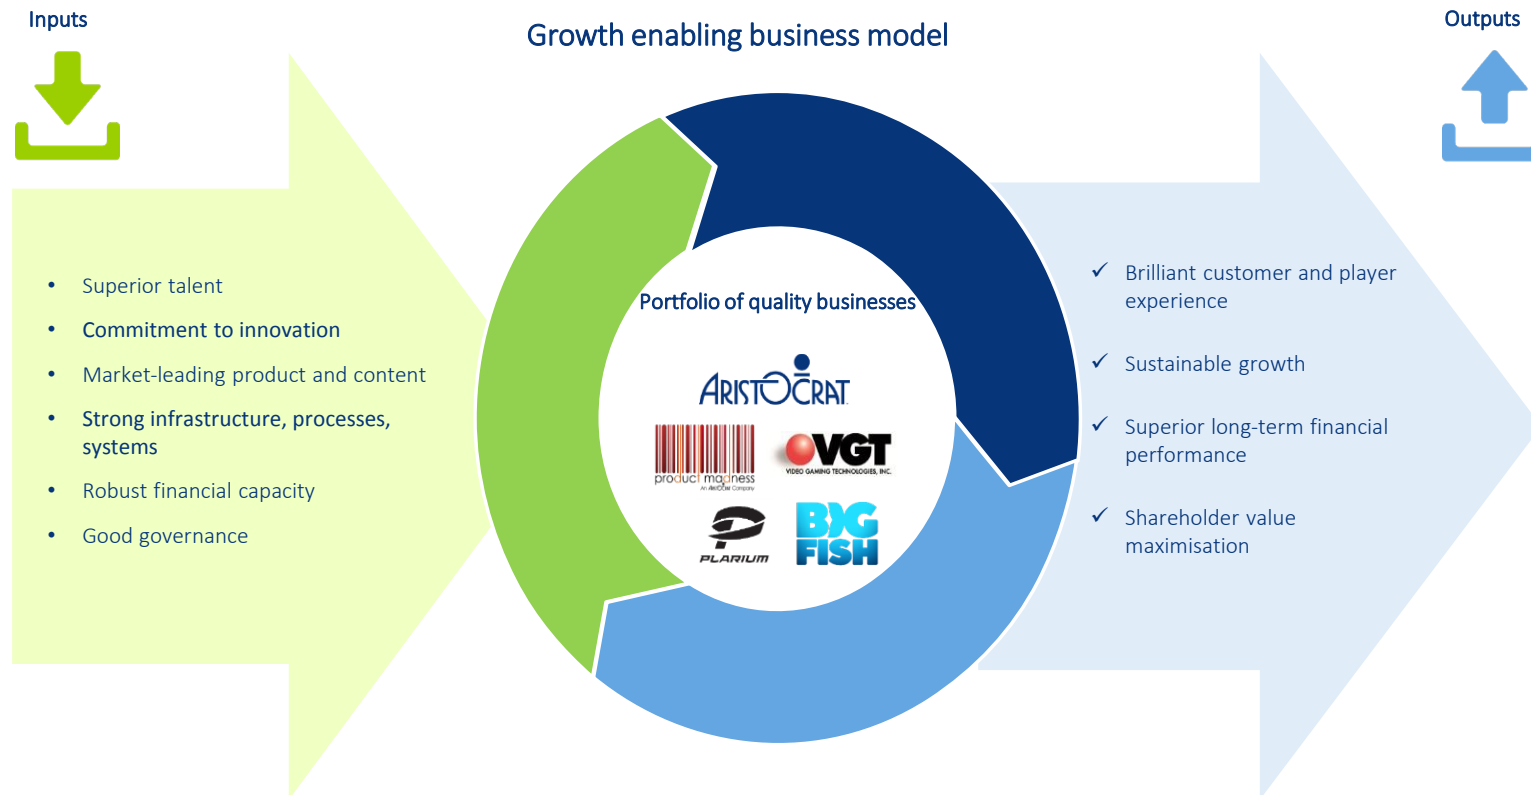 Inputs
Growth enabling business model
Outputs
• Superior talent
• Commitment to innovation
• Market-leading product and content
• Strong infrastructure, processes,
systems
• Robust financial capacity
• Good governance
Portfolio of quality businesses
ARISTOCRAT
product madness
An ARISTOCRAT Company
VGT
VIDEO GAMING TECHNOLOGIES, INC.
PLARIUM
BIG
FISH
✓ Brilliant customer and player
experience
✓ Sustainable growth
✓ Superior long-term financial
performance
✓ Shareholder value
maximisation